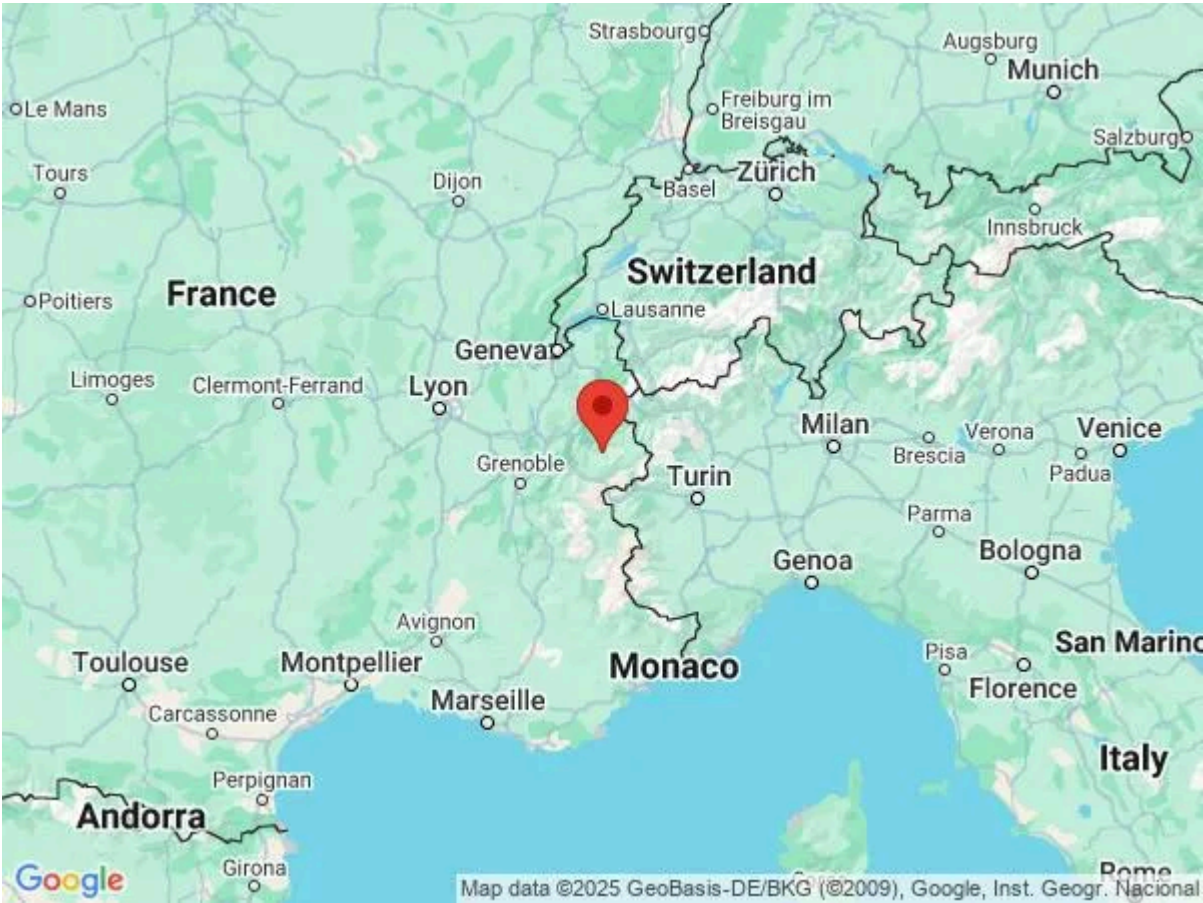 Strasbourg
Augsburg
Munich
Le Mans
Freiburg im
Breisgau
Salzburg
Tours
Dijon
Basel
Zürich
Innsbruck
Switzerland
France
Poitiers
Lausanne
Geneva
Limoges
Clermont-Ferrand
Lyon
Milan
Verona
Venice
Brescia
Padua
Grenoble
Turin
Parma
Bologna
Genoa
Avignon
San Marino
Toulouse
Montpellier
Monaco
Pisa
Florence
Marseille
Carcassonne
Italy
Perpignan
Andorra
Girona
Rome
Google
Map data ©2025 GeoBasis-DE/BKG (©2009), Google, Inst. Geogr. Nacional